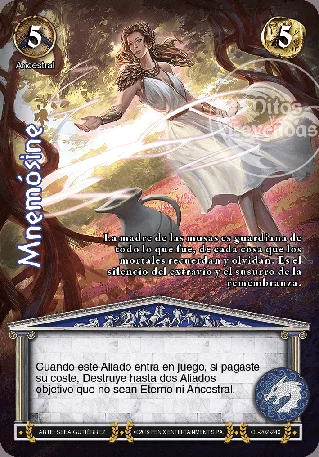 5
5
Ancestral
Mitos
y Leyendas
Mnemósine
La madre de las musas es guardiana de
todo lo que fue, de cada cosa que los
mortales recuerdan y olvidan. Es el
silencio del extravío y el susurro de la
remembranza.
Cuando este Aliado entra en juego, si pagaste
su coste, Destruye hasta dos Aliados
objetivo que no sean Eterno ni Ancestral.